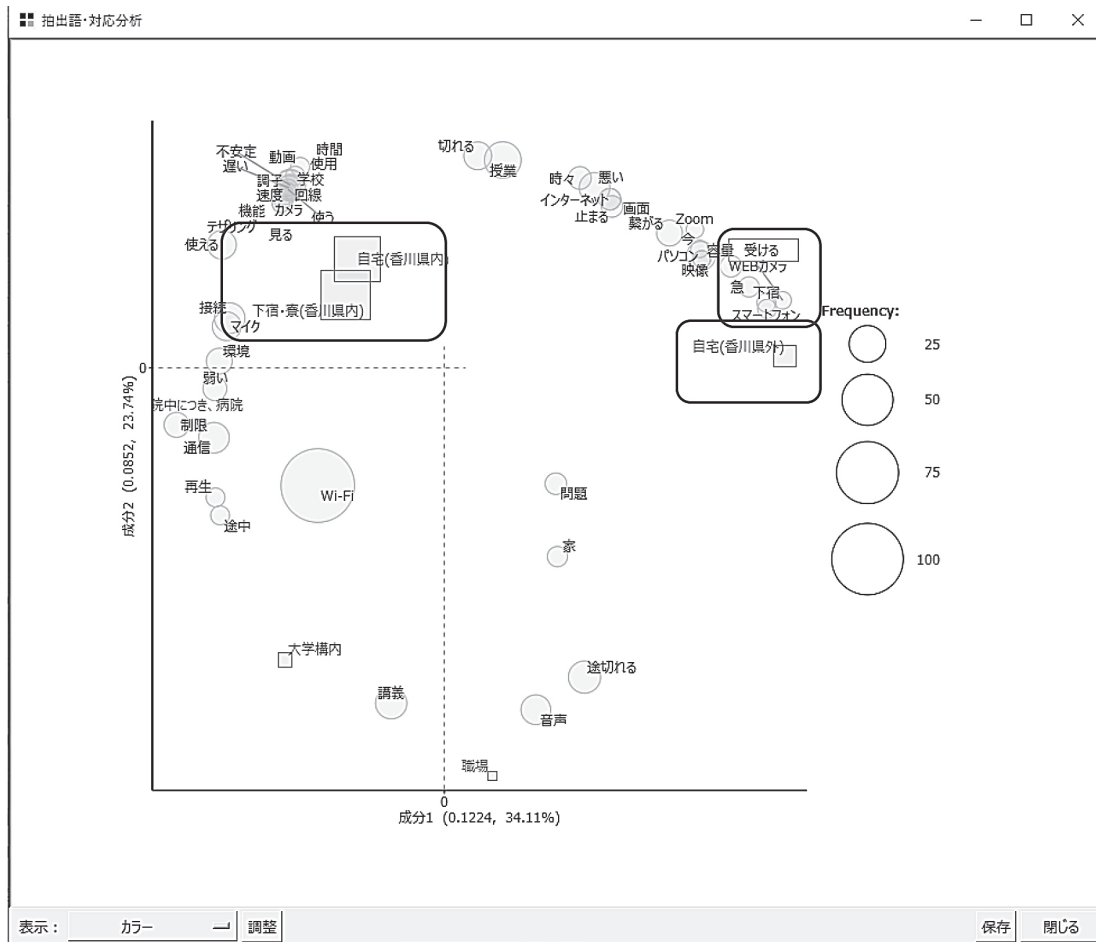 抽出語・対応分析
切れる
授業
不安定
遅い
動画
時間
使用
調子
学校
速度
回線
機能
カメラ
使う
テザリング
使える
見る
時々
悪い
インターネット
止まる
画面
繋がる
Zoom
今
パソコン
容量
映像
受ける
WEBカメラ
急
下宿
スマートフォン
自宅(香川県内)
下宿・寮(香川県内)
接続
マイク
環境
弱い
自宅(香川県外)
Frequency:
25
50
75
100
院中につき、病院
制限
通信
再生
途中
Wi-Fi
問題
家
大学構内
講義
途切れる
音声
職場
0
成分2 (0.0852, 23.74%)
0
成分1 (0.1224, 34.11%)
表示：
カラー
調整
保存
閉じる